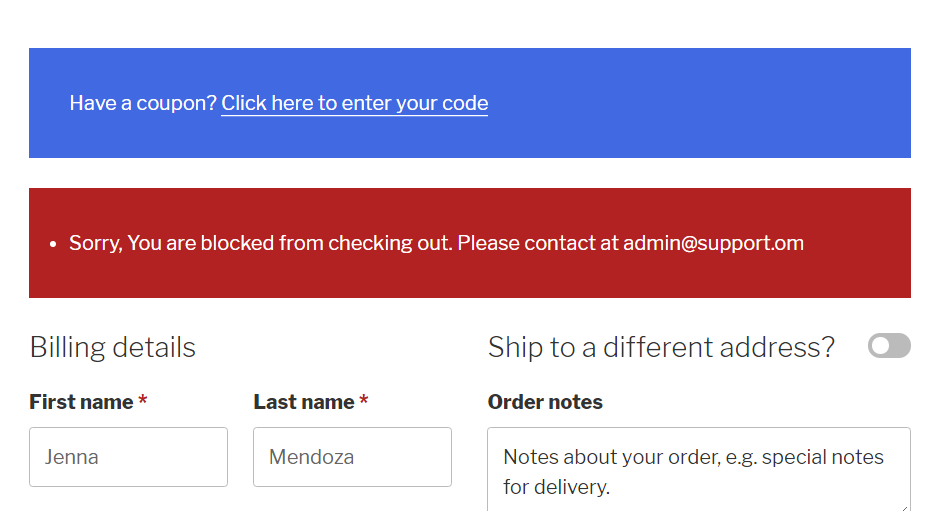 Have a coupon? Click here to enter your code
Sorry, You are blocked from checking out. Please contact at admin@support.om
Billing details
Ship to a different address?
First name *
Last name *
Order notes
Jenna
Mendoza
Notes about your order, e.g. special notes
for delivery.